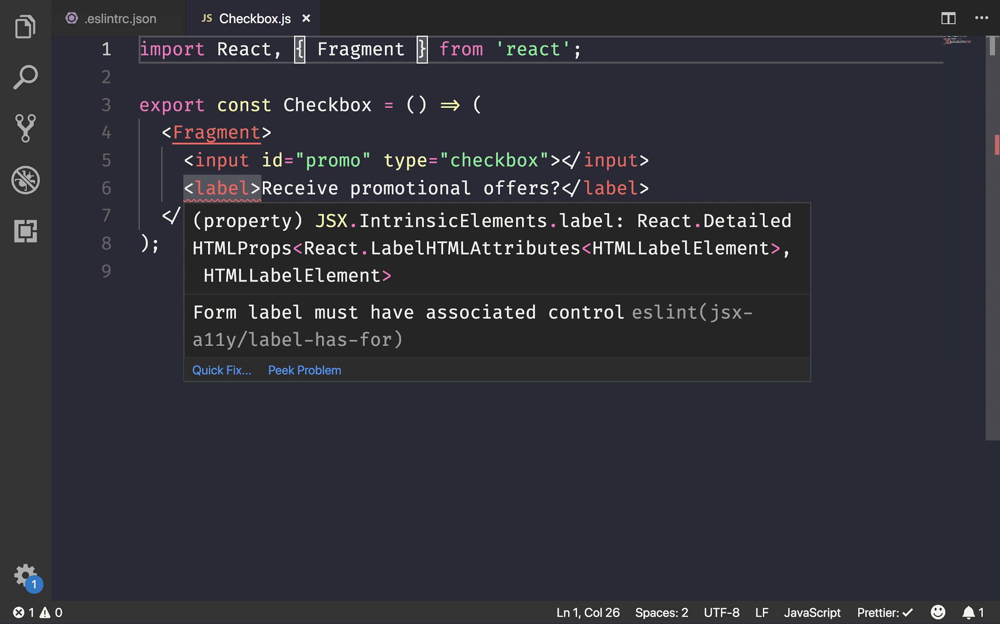 .eslintrc.json
JS Checkbox.js ×
1 import React, { Fragment } from 'react';
2
3 export const Checkbox = () => (
4 <Fragment>
5 <input id="promo" type="checkbox"></input>
6 <label>Receive promotional offers?</label>
7 </
8 );
9
(property) JSX.IntrinsicElements.label: React.Detailed
HTMLProps<React.LabelHTMLAttributes<HTMLLabelElement>,
HTMLLabelElement>
Form label must have associated control eslint(jsx-
a11y/label-has-for)
Quick Fix... Peek Problem
1
1 0 Ln 1, Col 26 Spaces: 2 UTF-8 LF JavaScript Prettier: ✓ 1